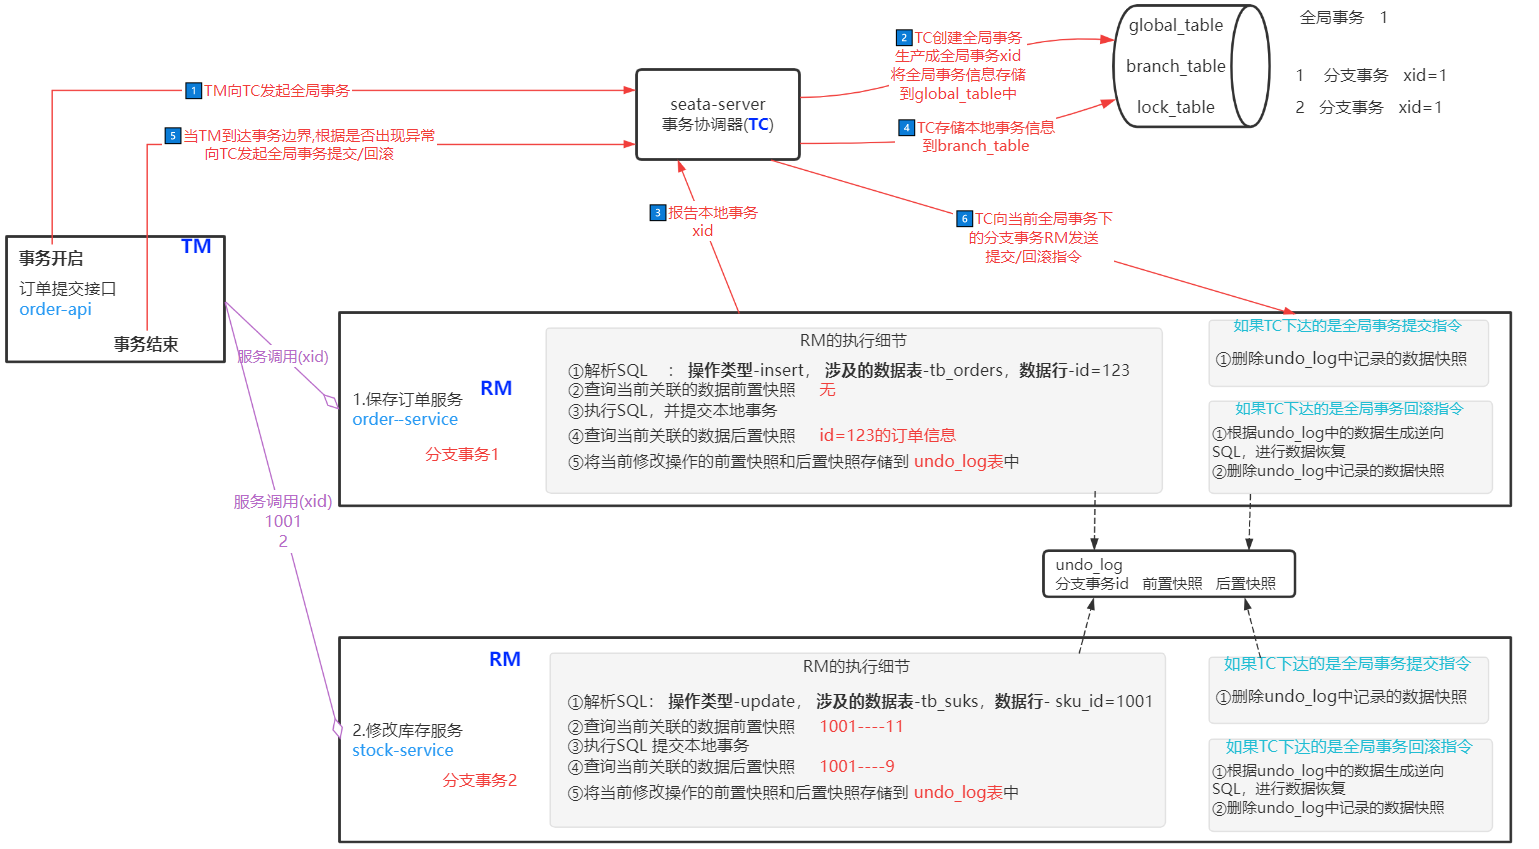 global_table
branch_table
lock_table
全局事务 1
1 分支事务 xid=1
2 分支事务 xid=1
2 TC创建全局事务
生产成全局事务xid
将全局事务信息存储
到global_table中
1 TM向TC发起全局事务
seata-server
事务协调器(TC)
5 当TM到达事务边界,根据是否出现异常
向TC发起全局事务提交/回滚
4 TC存储本地事务信息
到branch_table
3 报告本地事务
xid
6 TC向当前全局事务下
的分支事务RM发送
提交/回滚指令
TM
事务开启
订单提交接口
order-api
事务结束
服务调用(xid)
服务调用(xid)
1001
2
RM
1.保存订单服务
order--service
分支事务1
RM的执行细节
①解析SQL : 操作类型-insert, 涉及的数据表-tb_orders, 数据行-id=123
②查询当前关联的数据前置快照 无
③执行SQL, 并提交本地事务
④查询当前关联的数据后置快照 id=123的订单信息
⑤将当前修改操作的前置快照和后置快照存储到 undo_log表中
如果TC下达的是全局事务提交指令
①删除undo_log中记录的数据快照
如果TC下达的是全局事务回滚指令
①根据undo_log中的数据生成逆向
SQL, 进行数据恢复
②删除undo_log中记录的数据快照
undo_log
分支事务id 前置快照 后置快照
RM
2.修改库存服务
stock-service
分支事务2
RM的执行细节
①解析SQL: 操作类型-update, 涉及的数据表-tb_suks, 数据行- sku_id=1001
②查询当前关联的数据前置快照 1001----11
③执行SQL 提交本地事务
④查询当前关联的数据后置快照 1001----9
⑤将当前修改操作的前置快照和后置快照存储到 undo_log表中
如果TC下达的是全局事务提交指令
①删除undo_log中记录的数据快照
如果TC下达的是全局事务回滚指令
①根据undo_log中的数据生成逆向
SQL, 进行数据恢复
②删除undo_log中记录的数据快照